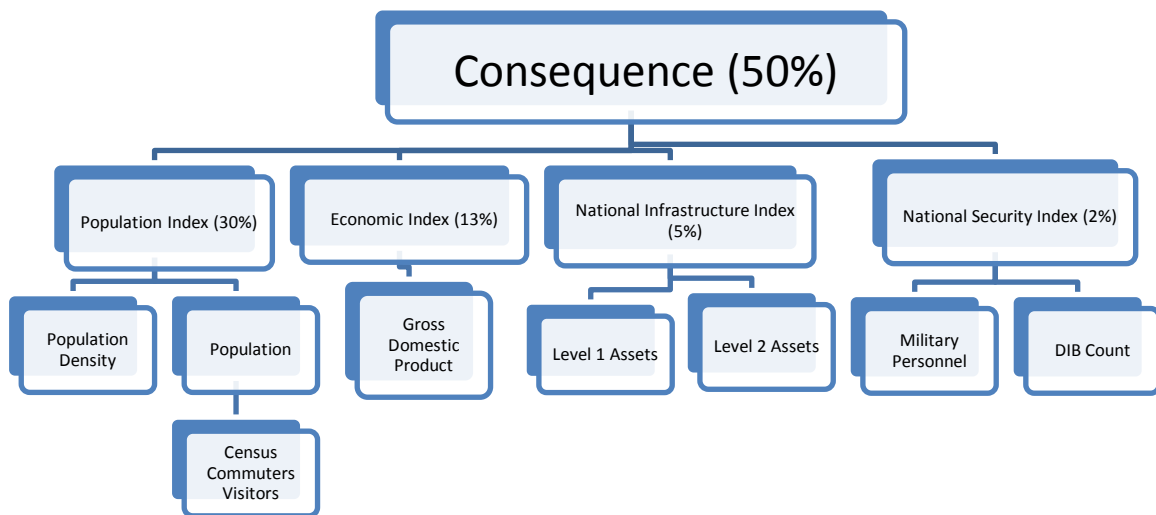 Consequence (50%)
Population Index (30%)
Economic Index (13%)
National Infrastructure Index
(5%)
National Security Index (2%)
Population
Density
Population
Gross
Domestic
Product
Level 1 Assets
Level 2 Assets
Military
Personnel
DIB Count
Census
Commuters
Visitors